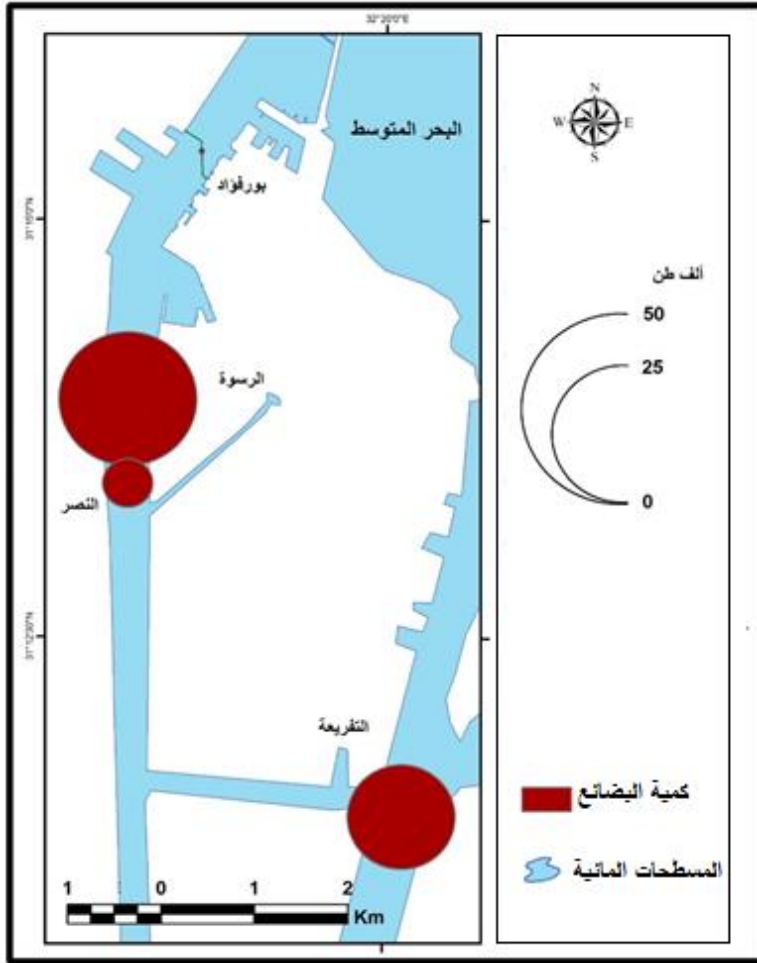 32°20'0"E
البحر المتوسط
بورفؤاد
31°15'0"N
الرسوة
النصر
31°12'30"N
التفريعة
1 1 0 1 2
Km
N
W E
S
ألف طن
50
25
0
كمية البضائع
المسطحات المائية